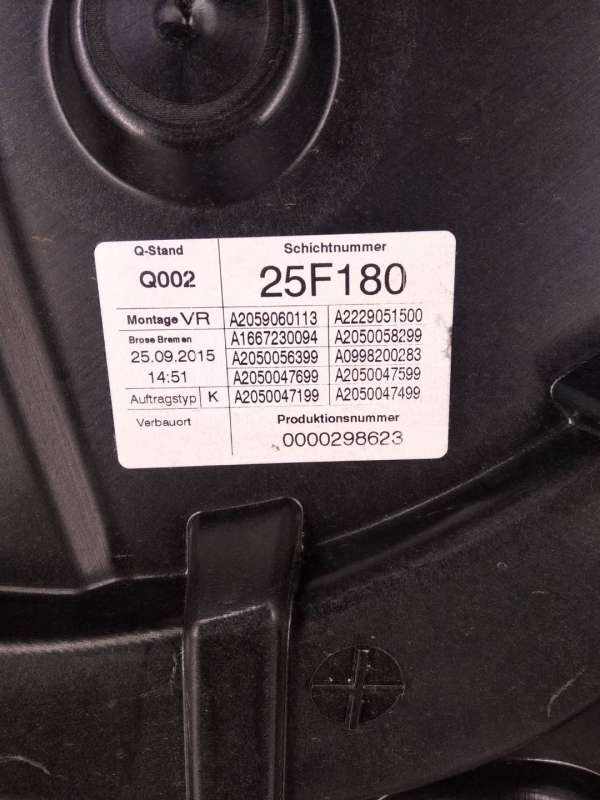 Q-Stand
Q002
Schichtnummer
25F180
Montage VR
A2059060113 A2229051500
Brose Bremen
A1667230094 A2050058299
25.09.2015
A2050056399 A0998200283
14:51
A2050047699 A2050047599
Auftragstyp K
A2050047199 A2050047499
Verbauort
Produktionsnummer
0000298623